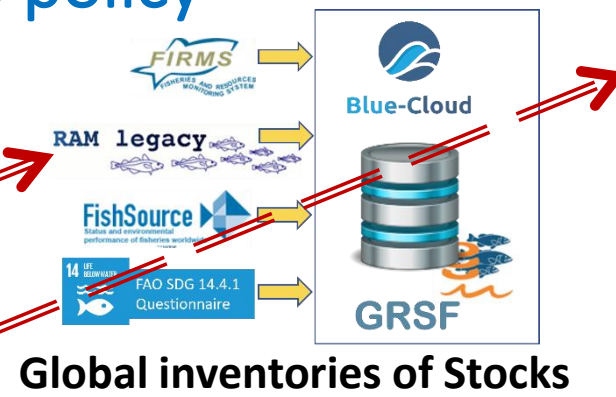 policy
FIRMS
FISHERIES AND RESOURCES
MONITORING SYSTEM
Blue-Cloud
RAM legacy
FishSource
Status and environmental
performance of fisheries worldwide
14 LIFE
BELOW WATER
FAO SDG 14.4.1
Questionnaire
GRSF
Global inventories of Stocks